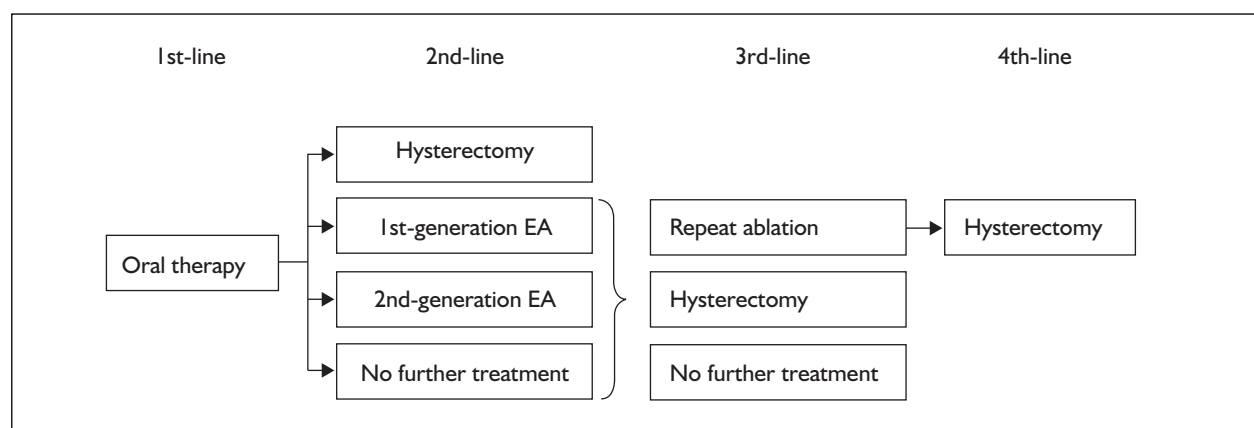 1st-line
2nd-line
3rd-line
4th-line
Hysterectomy
1st-generation EA
Repeat ablation
Hysterectomy
Oral therapy
2nd-generation EA
Hysterectomy
No further treatment
No further treatment